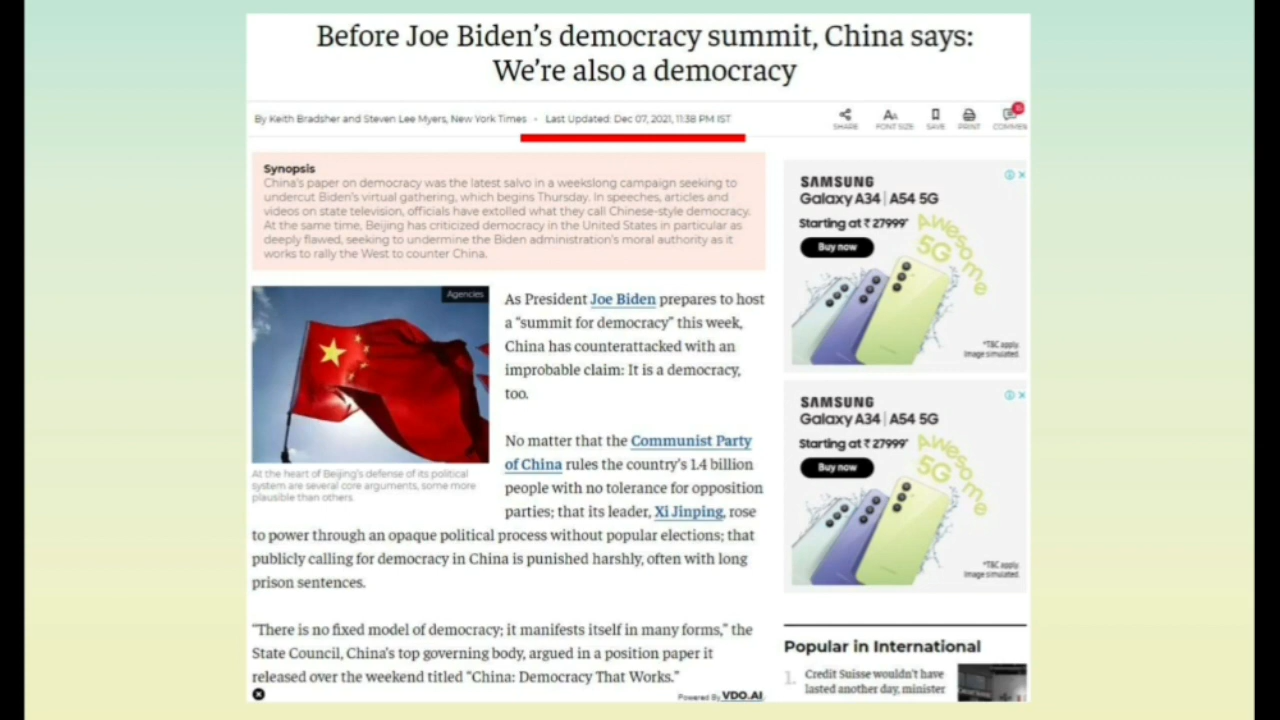 Before Joe Biden's democracy summit, China says:
We're also a democracy
By Keith Bradsher and Steven Lee Myers, New York Times • Last Updated: Dec 07, 2021, 11:38 PM IST
SHARE FONT SIZE SAVE PRINT COMMEN
Synopsis
China's paper on democracy was the latest salvo in a weekslong campaign seeking to
undercut Biden's virtual gathering, which begins Thursday. In speeches, articles and
videos on state television, officials have extolled what they call Chinese-style democracy.
At the same time, Beijing has criticized democracy in the United States in particular as
deeply flawed, seeking to undermine the Biden administration's moral authority as it
works to rally the West to counter China.
Agencies
At the heart of Beijing's defense of its political
system are several core arguments, some more
plausible than others.
As President Joe Biden prepares to host
a "summit for democracy" this week,
China has counterattacked with an
improbable claim: It is a democracy,
too.
No matter that the Communist Party
of China rules the country's 1.4 billion
people with no tolerance for opposition
parties; that its leader, Xi Jinping, rose
to power through an opaque political process without popular elections; that
publicly calling for democracy in China is punished harshly, often with long
prison sentences.
"There is no fixed model of democracy; it manifests itself in many forms," the
State Council, China's top governing body, argued in a position paper it
released over the weekend titled "China: Democracy That Works."
Powered By VDO.AI
SAMSUNG
Galaxy A34 | A54 5G
Starting at ₹ 27999*
Buy now
Awesome
5G
*T&C apply.
Image simulated.
SAMSUNG
Galaxy A34 | A54 5G
Starting at ₹ 27999*
Buy now
Awesome
5G
*T&C apply.
Image simulated.
Popular in International
1. Credit Suisse wouldn't have
lasted another day, minister